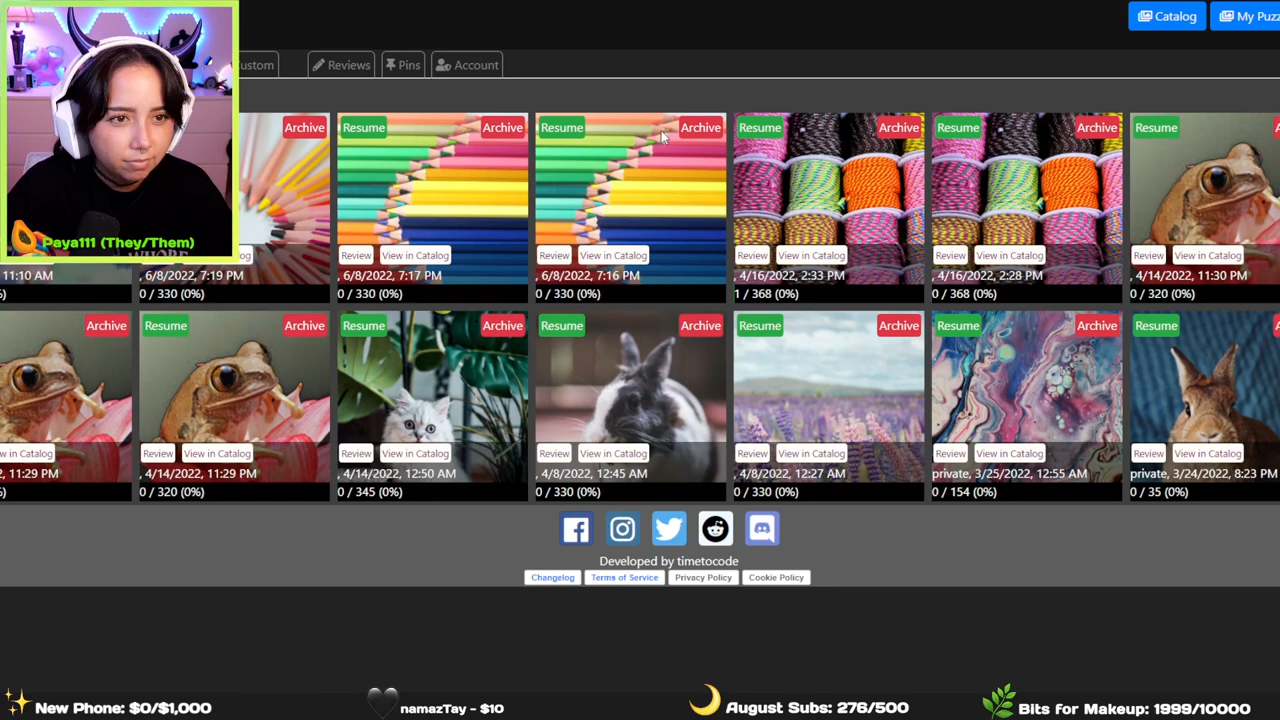 Catalog
My Puzz
ustom
Reviews
Pins
Account
Paya111 (They/Them)
Archive
Resume
Archive
Resume
Archive
Resume
Archive
Resume
Archive
Resume
Review
View in Catalog
Review
View in Catalog
Review
View in Catalog
Review
View in Catalog
Review
View in Catalog
11:10 AM
6/8/2022, 7:19 PM
, 6/8/2022, 7:17 PM
, 6/8/2022, 7:16 PM
, 4/16/2022, 2:33 PM
, 4/16/2022, 2:28 PM
, 4/14/2022, 11:30 PM
0 / 330 (0%)
0 / 330 (0%)
0 / 330 (0%)
1 / 368 (0%)
0 / 368 (0%)
0 / 320 (0%)
Archive
Resume
Archive
Resume
Archive
Resume
Archive
Resume
Archive
Resume
Archive
Resume
View in Catalog
Review
View in Catalog
Review
View in Catalog
Review
View in Catalog
Review
View in Catalog
Review
View in Catalog
Review
View in Catalog
, 11:29 PM
, 4/14/2022, 11:29 PM
, 4/14/2022, 12:50 AM
, 4/8/2022, 12:45 AM
, 4/8/2022, 12:27 AM
private, 3/25/2022, 12:55 AM
private, 3/24/2022, 8:23 PM
0 / 320 (0%)
0 / 345 (0%)
0 / 330 (0%)
0 / 330 (0%)
0 / 154 (0%)
0 / 35 (0%)
Developed by timetocode
Changelog
Terms of Service
Privacy Policy
Cookie Policy
New Phone: $0/$1,000
namazTay - $10
August Subs: 276/500
Bits for Makeup: 1999/10000